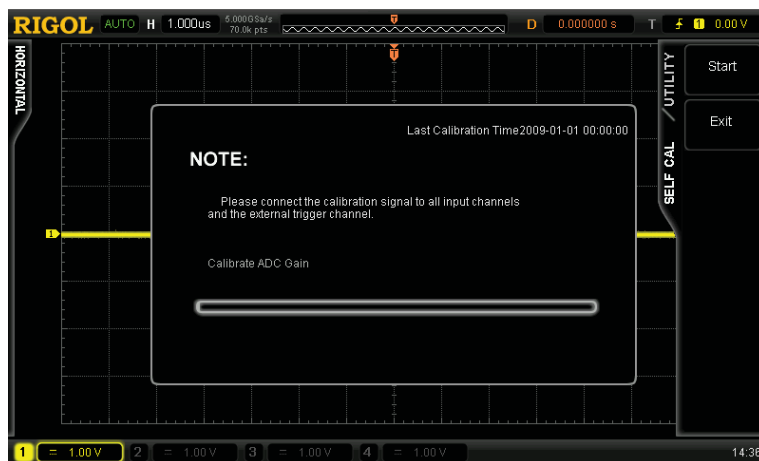 RIGOL AUTO H 1.000us 5.000GSa/s 70.0k pts T D 0.000000 s T 1 0.00 V
HORIZONTAL
T
UTILITY
SELF CAL
Start
Exit
Last Calibration Time2009-01-01 00:00:00
NOTE:
Please connect the calibration signal to all input channels
and the external trigger channel.
1
Calibrate ADC Gain
1 = 1.00 V 2 = 1.00 V 3 = 1.00 V 4 = 1.00 V 14:36